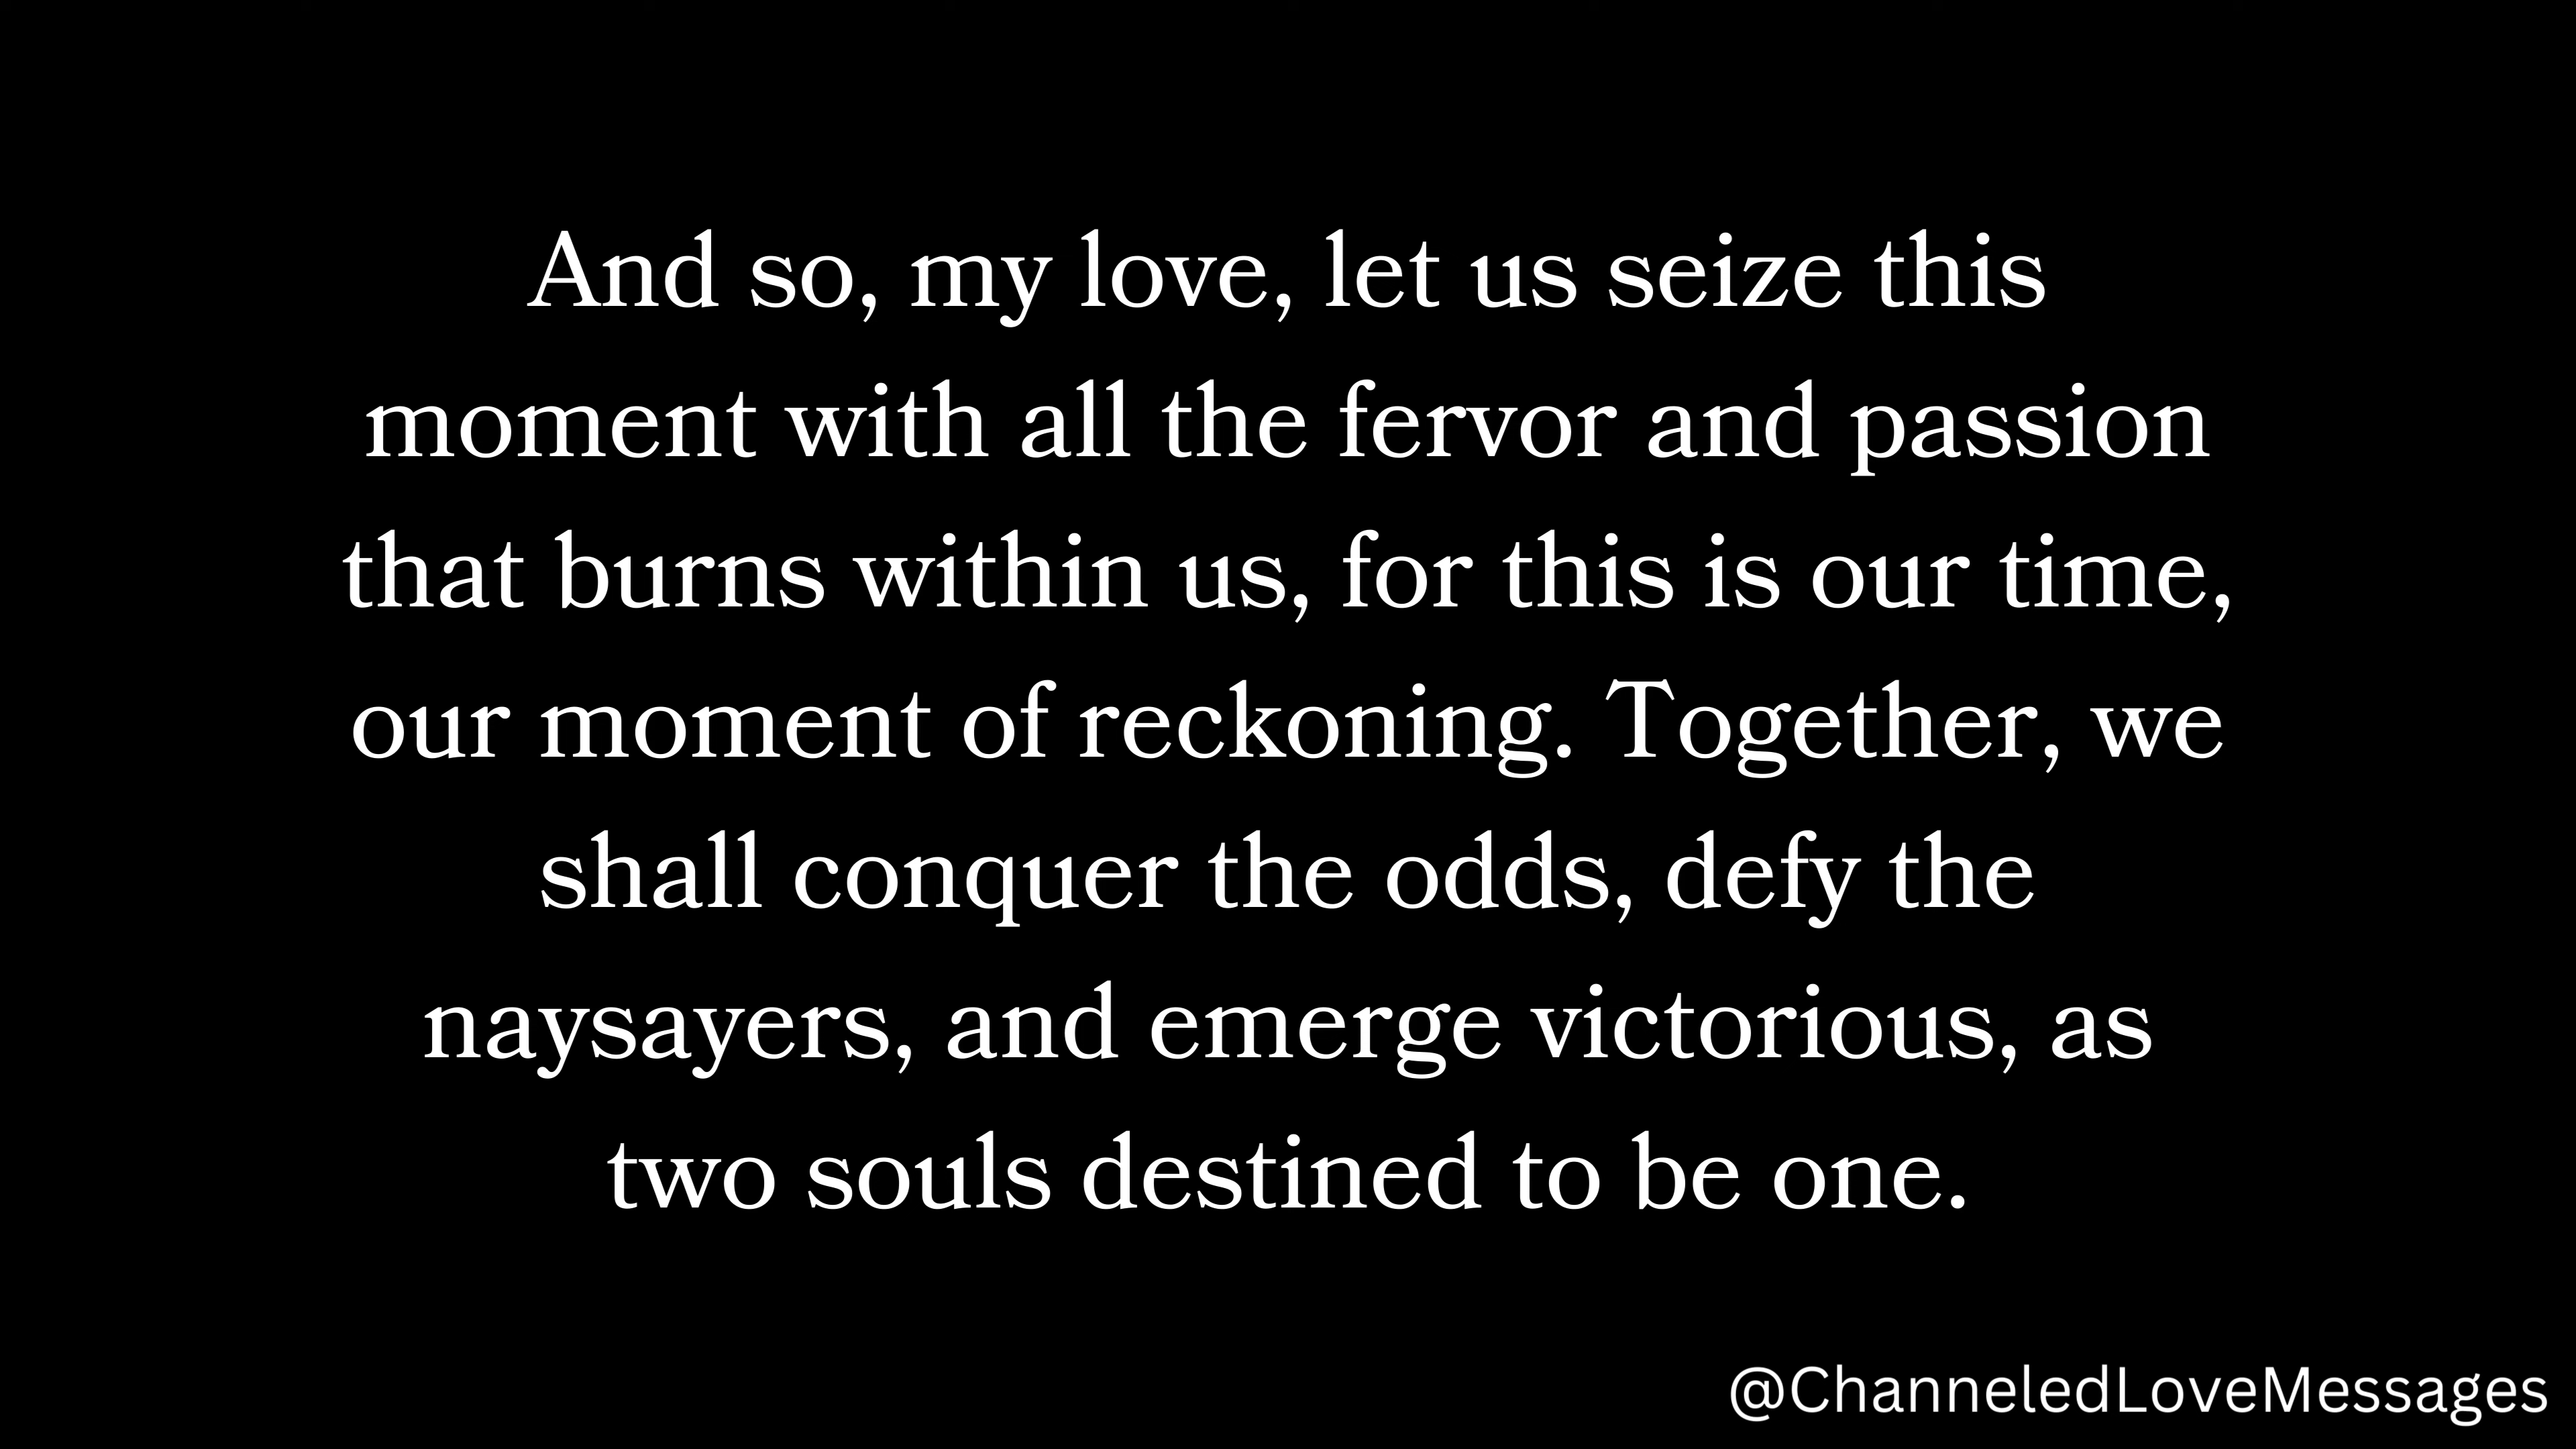 And so, my love, let us seize this
moment with all the fervor and passion
that burns within us, for this is our time,
our moment of reckoning. Together, we
shall conquer the odds, defy the
naysayers, and emerge victorious, as
two souls destined to be one.
@ChanneledLoveMessages